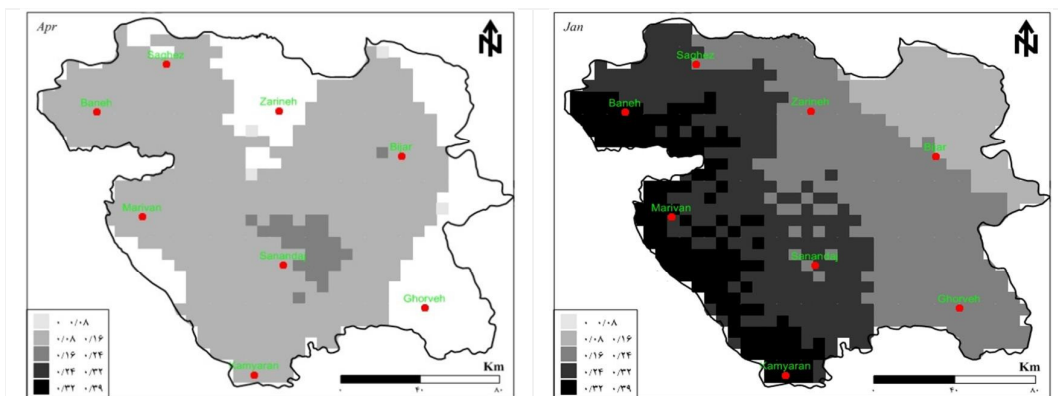 Apr
N
Saghez
Baneh
Zarineh
Bijar
Marivan
Sanandaj
Ghorveh
Kamyaran
۰ ۰/۰۸
۰/۰۸ ۰/۱۶
۰/۱۶ ۰/۲۴
۰/۲۴ ۰/۳۲
۰/۳۲ ۰/۳۹
Km
۰ ۴۰ ۸۰
Jan
N
Saghez
Baneh
Zarineh
Bijar
Marivan
Sanandaj
Ghorveh
Kamyaran
۰ ۰/۰۸
۰/۰۸ ۰/۱۶
۰/۱۶ ۰/۲۴
۰/۲۴ ۰/۳۲
۰/۳۲ ۰/۳۹
Km
۰ ۴۰ ۸۰